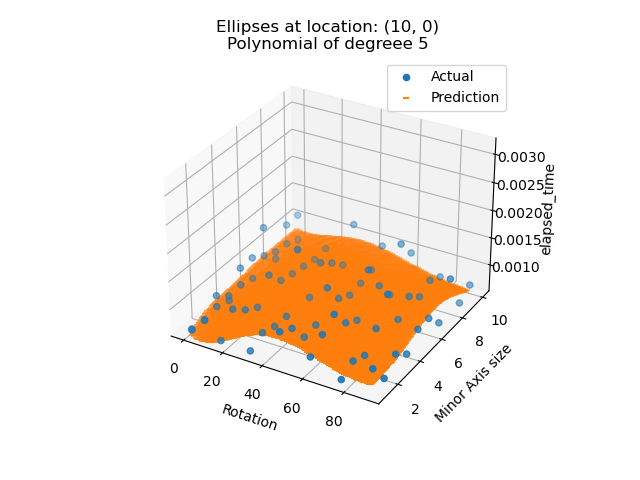 Ellipses at location: (10, 0)
Polynomial of degreee 5
Actual
Prediction
0.0030
0.0025
0.0020
0.0015
0.0010
elapsed_time
10
8
6
4
2
Minor Axis size
0
20
40
60
80
Rotation